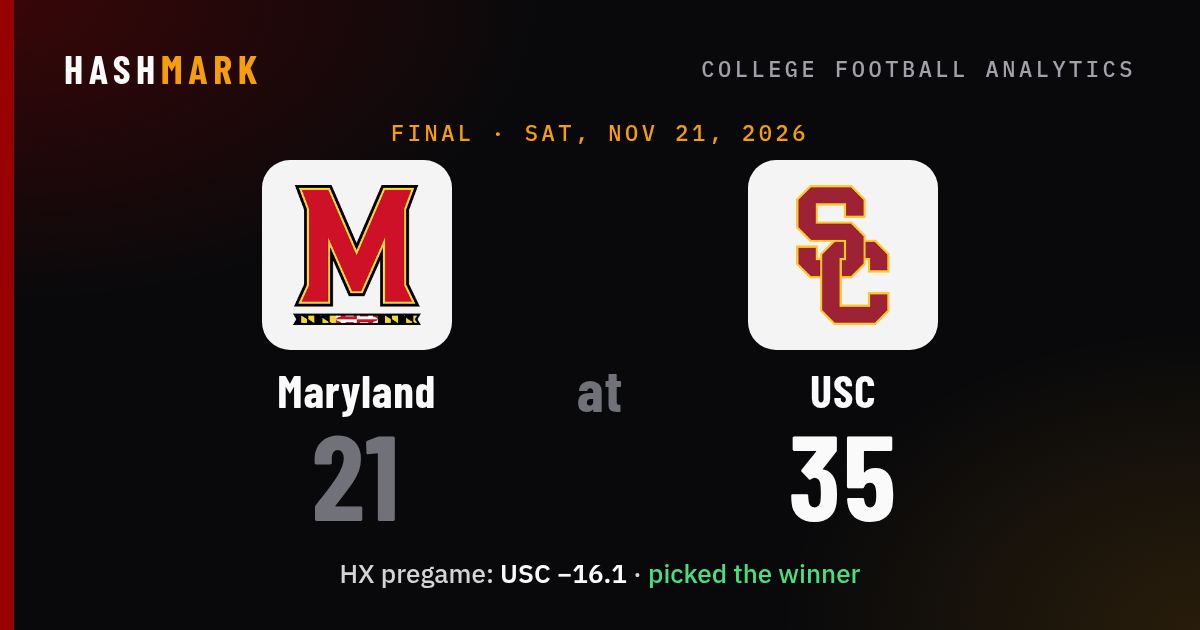 HASHMARK
COLLEGE FOOTBALL ANALYTICS
FINAL · SAT, NOV 21, 2026
M
SC
Maryland at USC
21 35
HX pregame: USC −16.1 · picked the winner